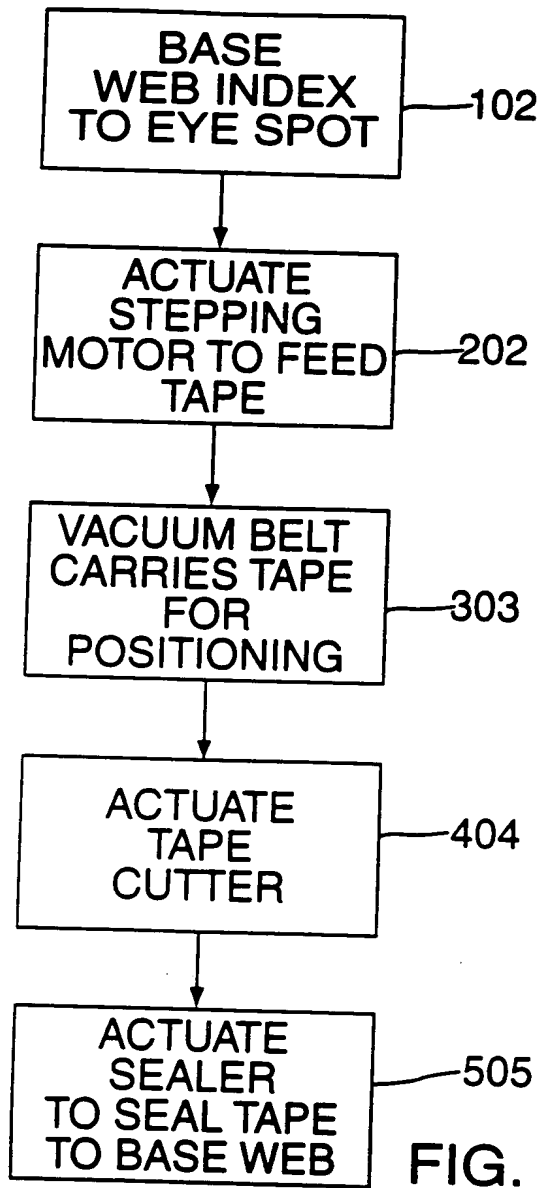 BASE
WEB INDEX
TO EYE SPOT
102
ACTUATE
STEPPING
MOTOR TO FEED
TAPE
202
VACUUM BELT
CARRIES TAPE
FOR
POSITIONING
303
ACTUATE
TAPE
CUTTER
404
ACTUATE
SEALER
TO SEAL TAPE
TO BASE WEB
505
FIG.